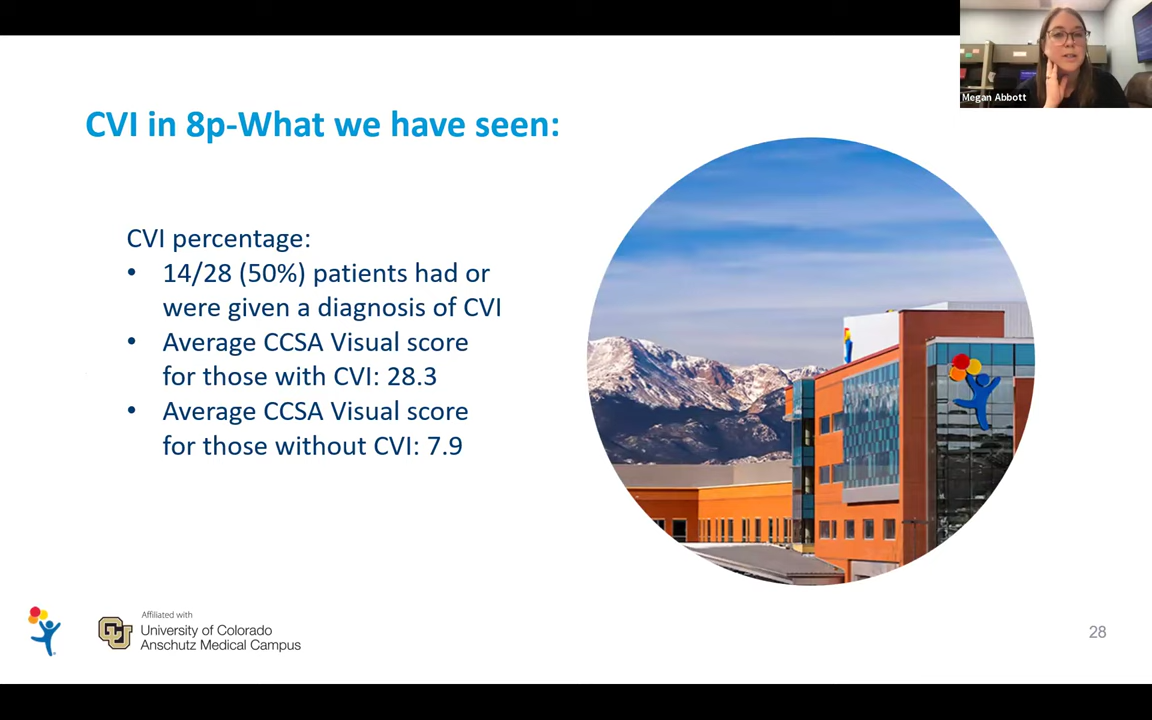 Megan Abbott
CVI in 8p-What we have seen:
CVI percentage:
• 14/28 (50%) patients had or
were given a diagnosis of CVI
• Average CCSA Visual score
for those with CVI: 28.3
• Average CCSA Visual score
for those without CVI: 7.9
Affiliated with
CU
University of Colorado
Anschutz Medical Campus
28